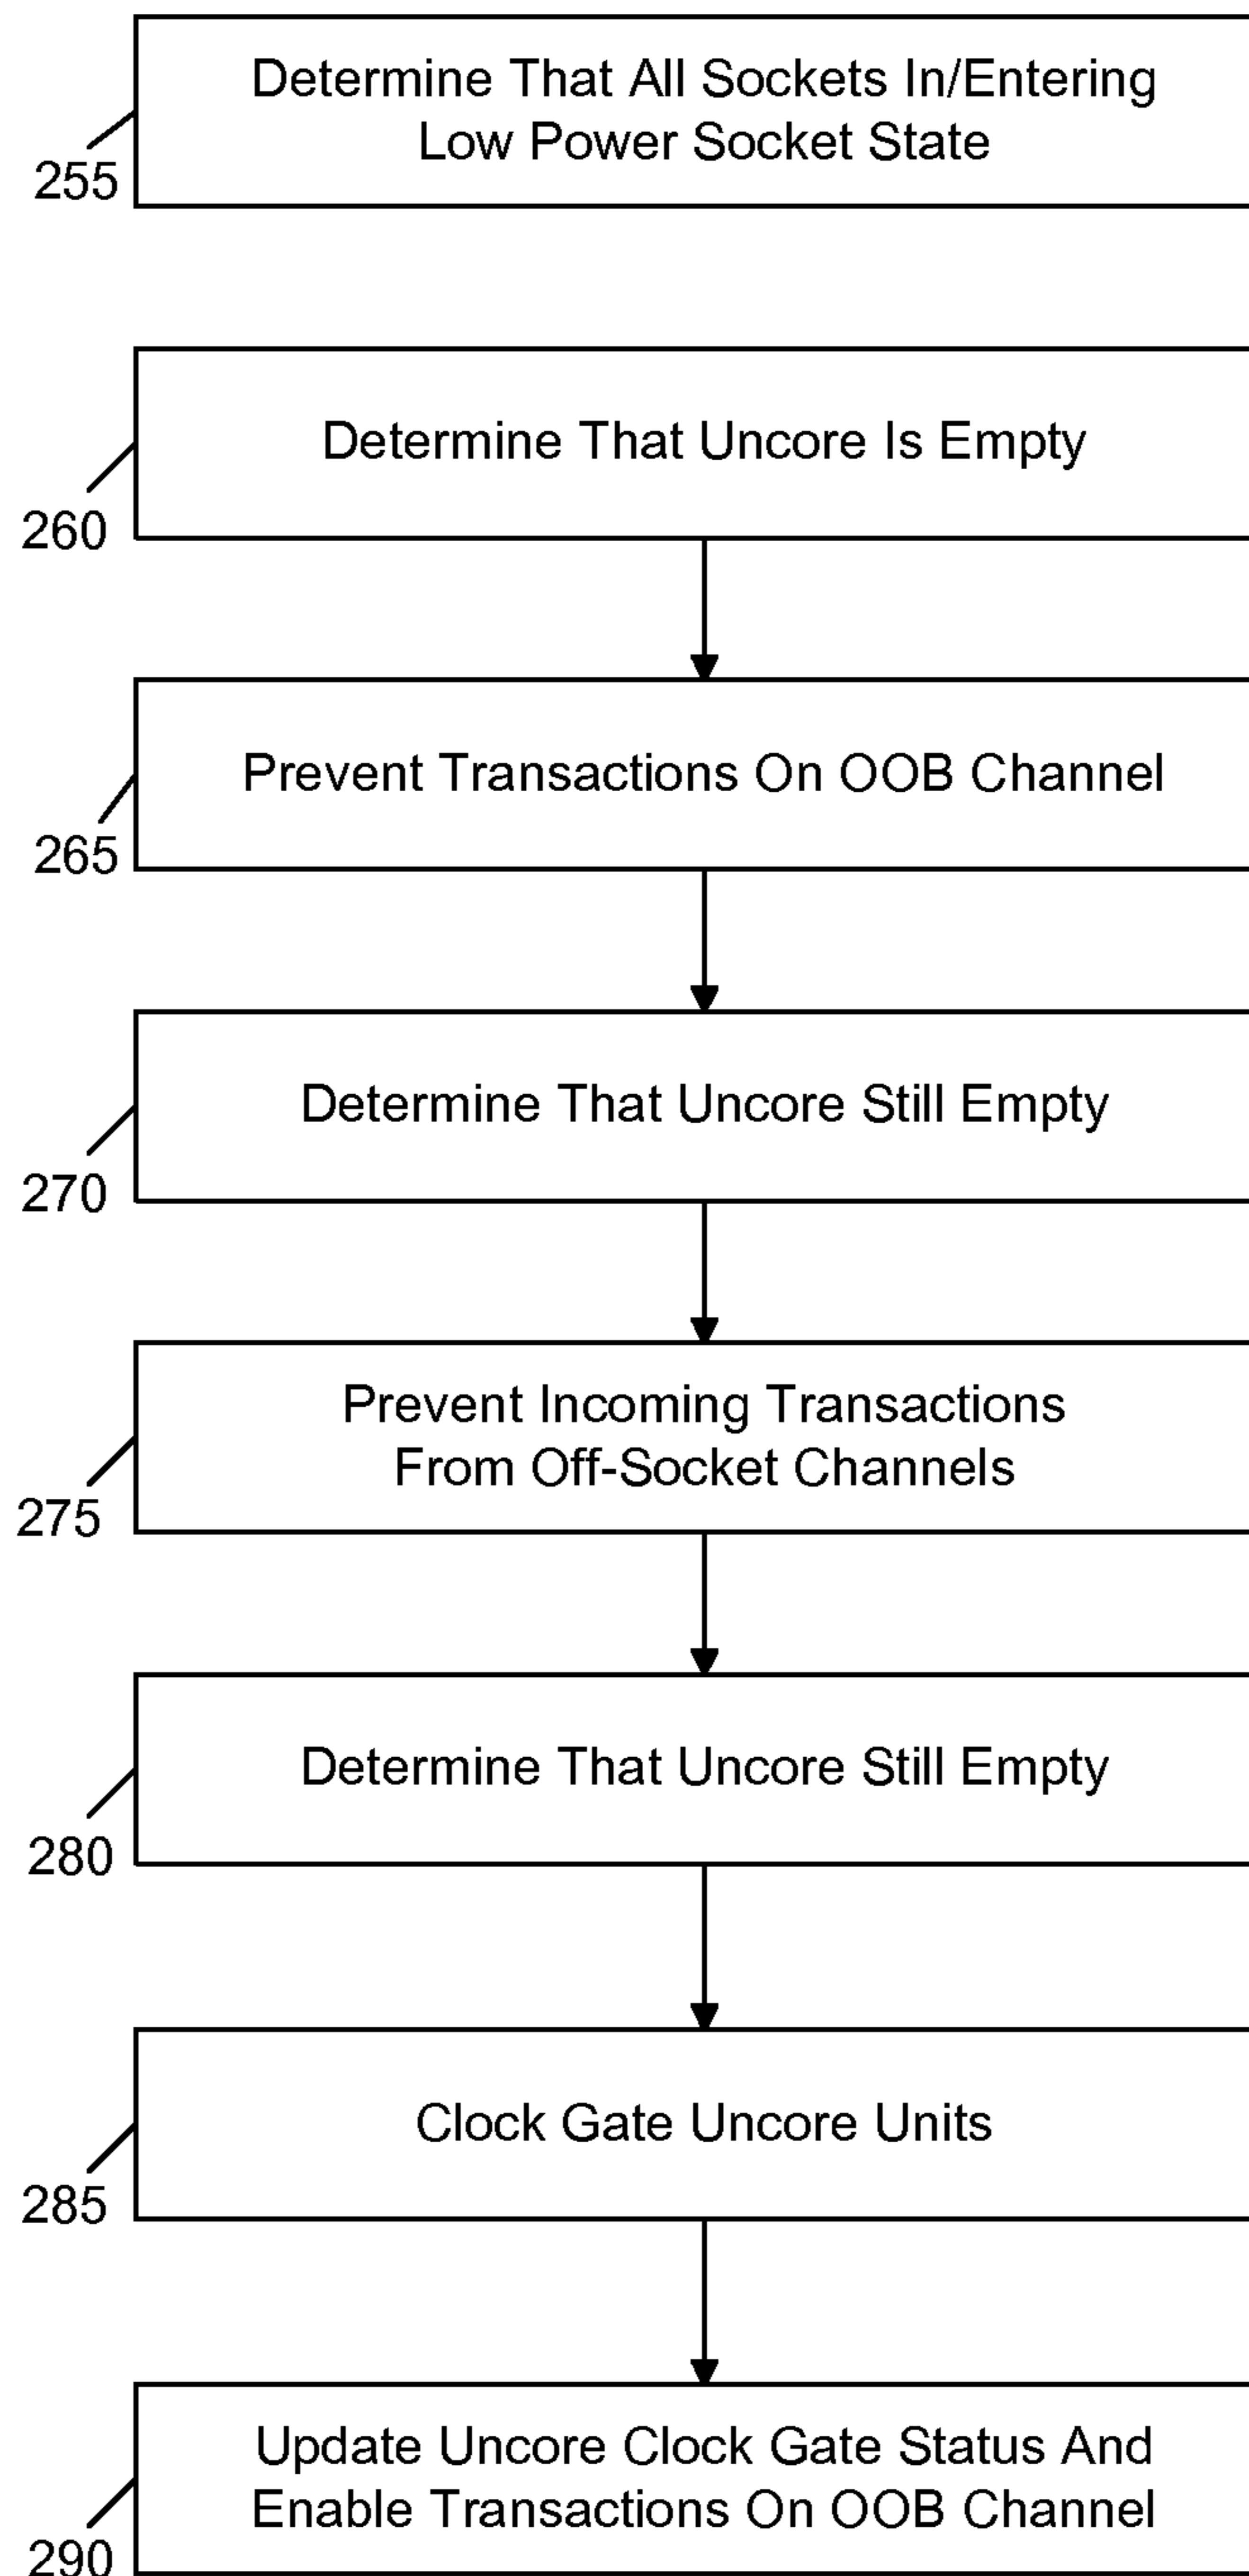 Determine That All Sockets In/Entering
Low Power Socket State
255
Determine That Uncore Is Empty
260
Prevent Transactions On OOB Channel
265
Determine That Uncore Still Empty
270
Prevent Incoming Transactions
From Off-Socket Channels
275
Determine That Uncore Still Empty
280
Clock Gate Uncore Units
285
Update Uncore Clock Gate Status And
Enable Transactions On OOB Channel
290